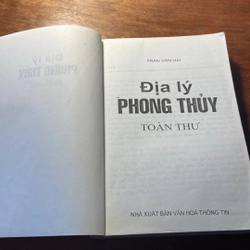 TRẦN VĂN HẢI
Địa lý
PHONG THỦY
TOÀN THƯ
NHÀ XUẤT BẢN VĂN HOÁ THÔNG TIN